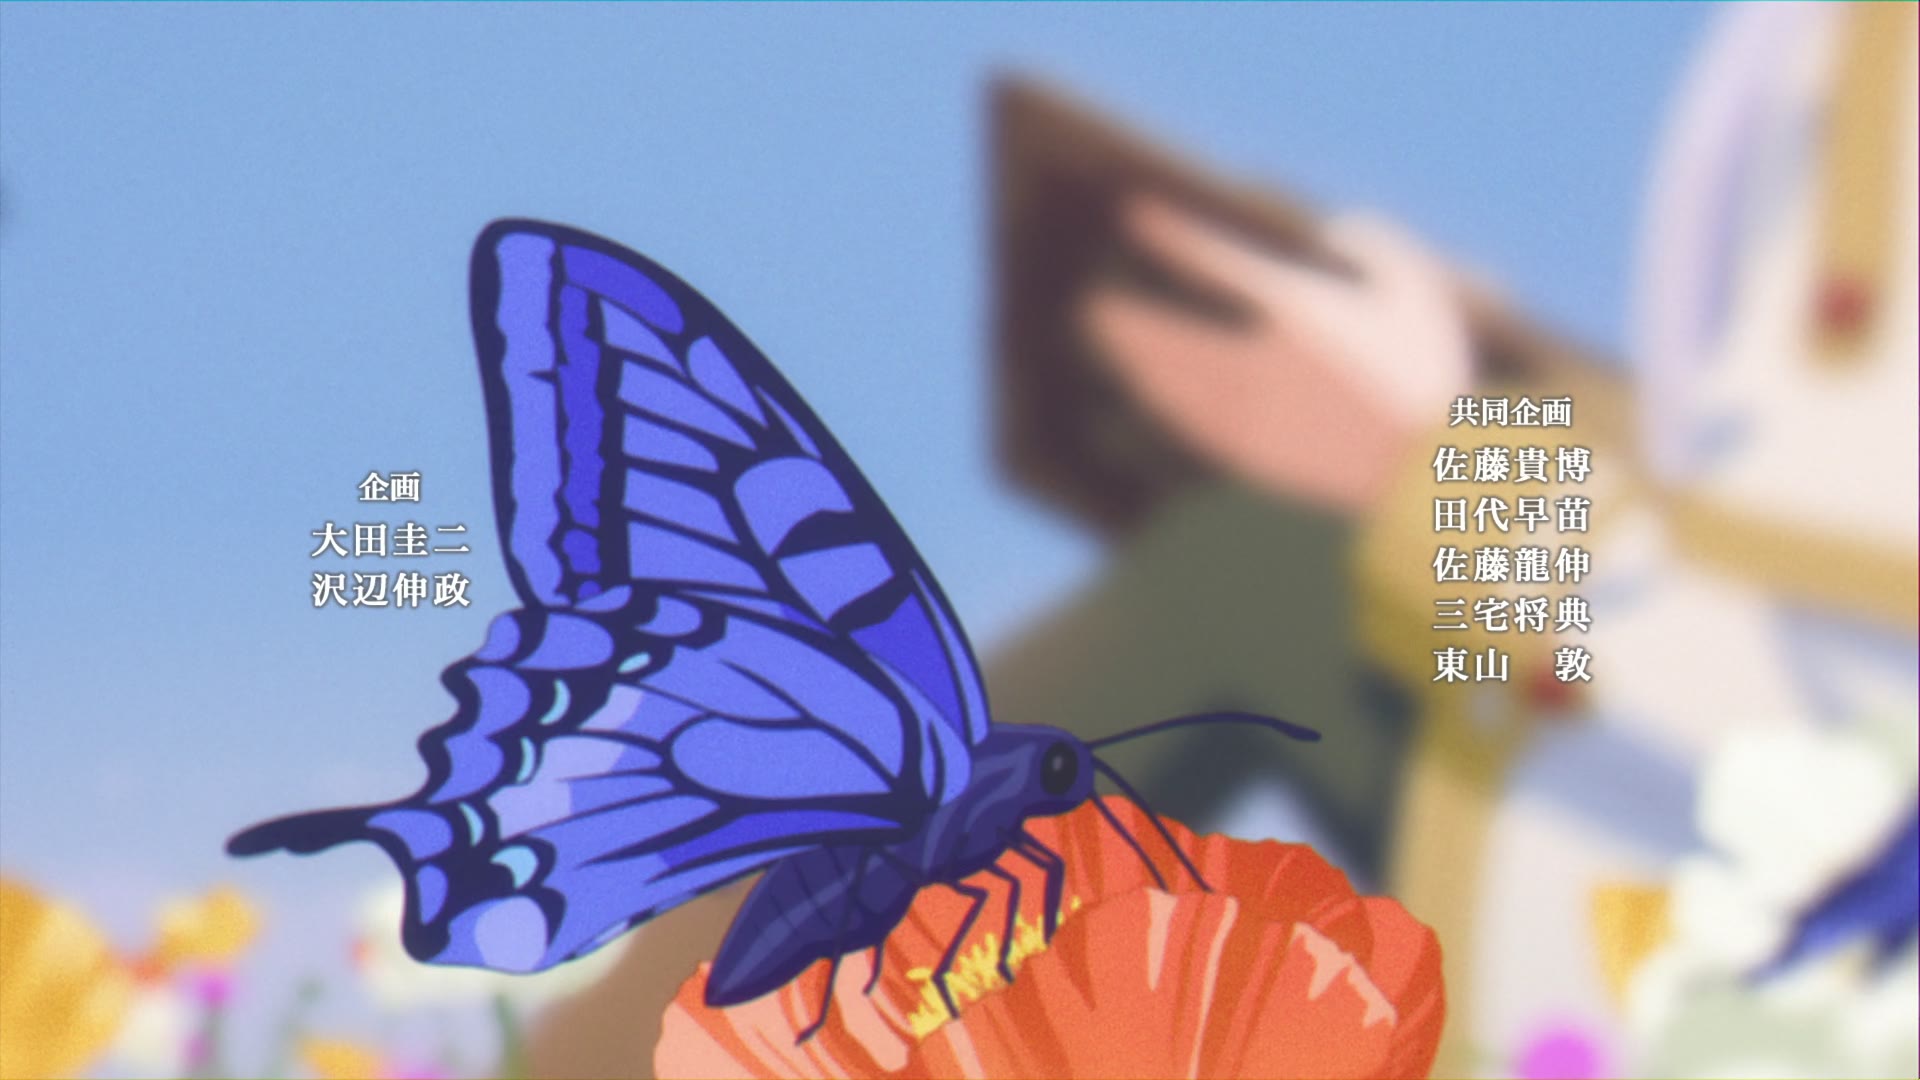 企画
大田圭二
沢辺伸政
共同企画
佐藤貴博
田代早苗
佐藤龍伸
三宅将典
東山　敦